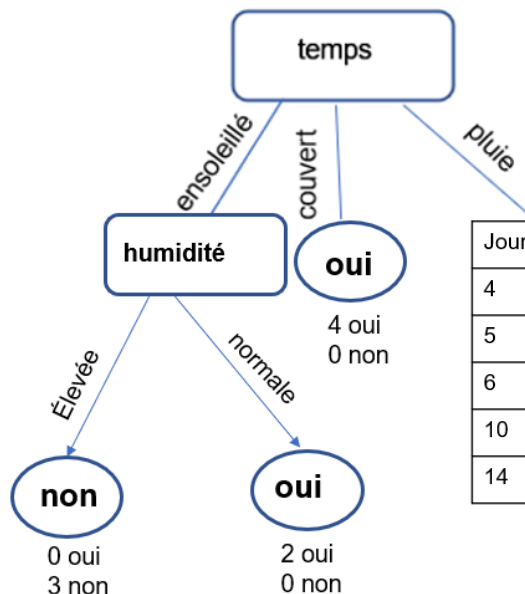 temps
ensoleillé
couvert
pluie
humidité
oui
4 oui
0 non
Élevée
normale
non
0 oui
3 non
oui
2 oui
0 non
Jour
4
5
6
10
14